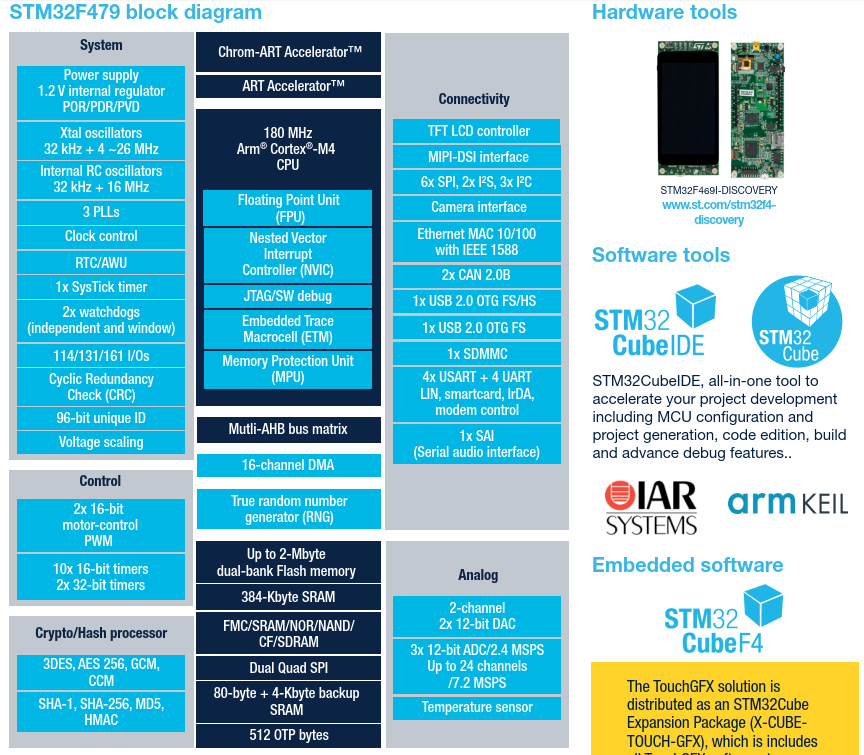 STM32F479 block diagram
System
Power supply
1.2 V internal regulator
POR/PDR/PVD
Xtal oscillators
32 kHz + 4 ~26 MHz
Internal RC oscillators
32 kHz + 16 MHz
3 PLLs
Clock control
RTC/AWU
1x SysTick timer
2x watchdogs
(independent and window)
114/131/161 I/Os
Cyclic Redundancy
Check (CRC)
96-bit unique ID
Voltage scaling
Control
2x 16-bit
motor-control
PWM
10x 16-bit timers
2x 32-bit timers
Crypto/Hash processor
3DES, AES 256, GCM,
CCM
SHA-1, SHA-256, MD5,
HMAC
Chrom-ART Accelerator™
ART Accelerator™
180 MHz
Arm® Cortex®-M4
CPU
Floating Point Unit
(FPU)
Nested Vector
Interrupt
Controller (NVIC)
JTAG/SW debug
Embedded Trace
Macrocell (ETM)
Memory Protection Unit
(MPU)
Mutli-AHB bus matrix
16-channel DMA
True random number
generator (RNG)
Up to 2-Mbyte
dual-bank Flash memory
384-Kbyte SRAM
FMC/SRAM/NOR/NAND/
CF/SDRAM
Dual Quad SPI
80-byte + 4-Kbyte backup
SRAM
512 OTP bytes
Connectivity
TFT LCD controller
MIPI-DSI interface
6x SPI, 2x I²S, 3x I²C
Camera interface
Ethernet MAC 10/100
with IEEE 1588
2x CAN 2.0B
1x USB 2.0 OTG FS/HS
1x USB 2.0 OTG FS
1x SDMMC
4x USART + 4 UART
LIN, smartcard, IrDA,
modem control
1x SAI
(Serial audio interface)
Analog
2-channel
2x 12-bit DAC
3x 12-bit ADC/2.4 MSPS
Up to 24 channels
/7.2 MSPS
Temperature sensor
Hardware tools
STM32F469I-DISCOVERY
www.st.com/stm32f4-
discovery
Software tools
STM32
CubeIDE
STM32
Cube
STM32CubeIDE, all-in-one tool to
accelerate your project development
including MCU configuration and
project generation, code edition, build
and advance debug features..
IAR
SYSTEMS
arm KEIL
Embedded software
STM32
CubeF4
The TouchGFX solution is
distributed as an STM32Cube
Expansion Package (X-CUBE-
TOUCH-GFX), which is includes